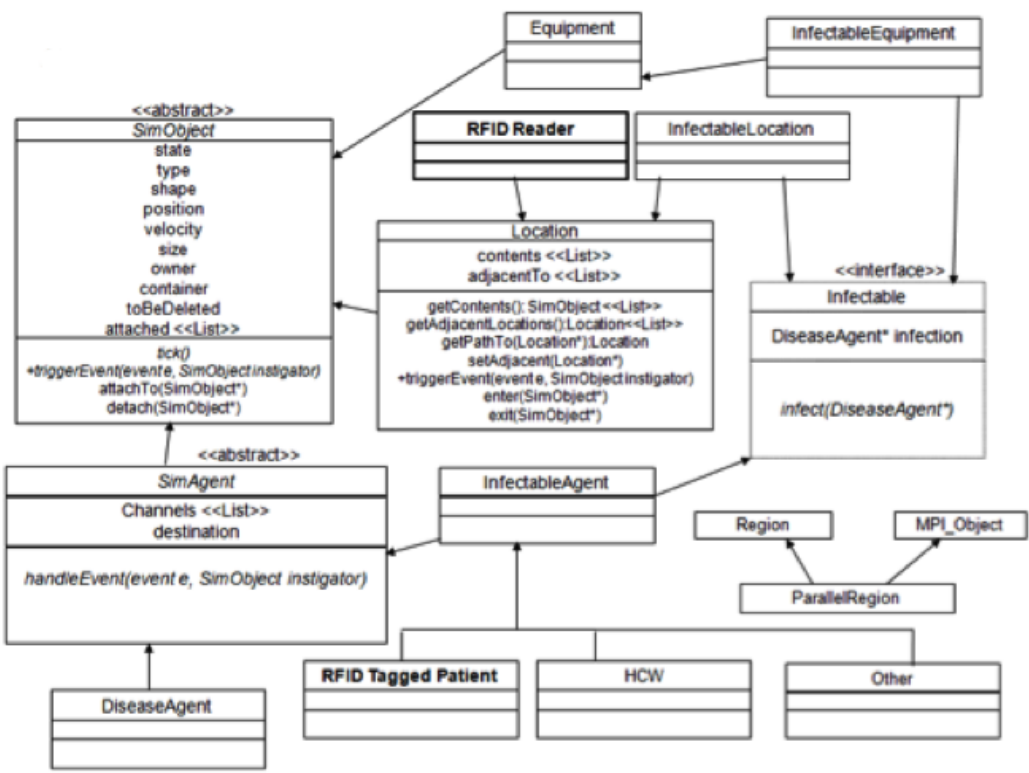 Equipment
InfectableEquipment
<<abstract>>
SimObject
state
type
shape
position
velocity
size
owner
container
toBeDeleted
attached <<List>>
tick()
+triggerEvent(event e, SimObject instigator)
attachTo(SimObject*)
detach(SimObject*)
RFID Reader
InfectableLocation
Location
contents <<List>>
adjacentTo <<List>>
getContents(): SimObject <<List>>
getAdjacentLocations():Location<<List>>
getPathTo(Location*):Location
setAdjacent(Location*)
+triggerEvent(event e, SimObject instigator)
enter(SimObject*)
exit(SimObject*)
<<interface>>
Infectable
DiseaseAgent* infection
infect(DiseaseAgent*)
<<abstract>>
SimAgent
Channels <<List>>
destination
handleEvent(event e, SimObject instigator)
InfectableAgent
Region
MPI_Object
ParallelRegion
RFID Tagged Patient
HCW
Other
DiseaseAgent